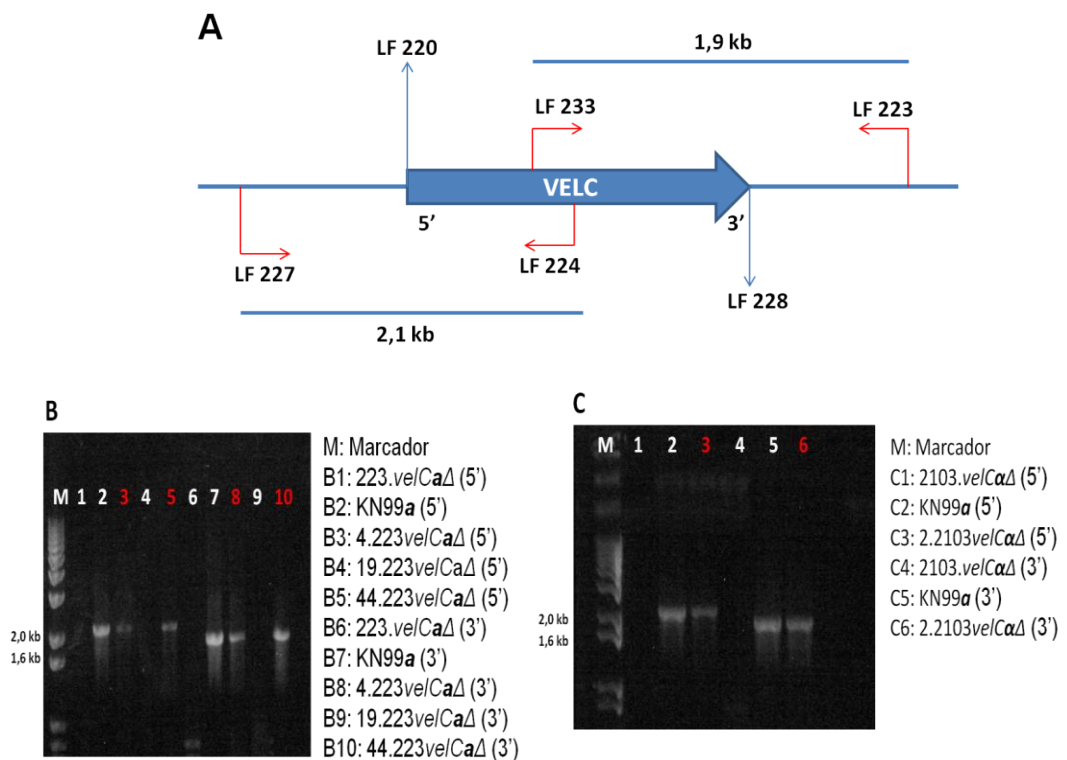 A
LF 220
1,9 kb
LF 233
LF 223
VELC
5’
3’
LF 227
LF 224
LF 228
2,1 kb
B
M 1 2 3 4 5 6 7 8 9 10
2,0 kb
1,6 kb
M: Marcador
B1: 223.velCaΔ (5’)
B2: KN99a (5’)
B3: 4.223velCaΔ (5’)
B4: 19.223velCaΔ (5’)
B5: 44.223velCaΔ (5’)
B6: 223.velCaΔ (3’)
B7: KN99a (3’)
B8: 4.223velCaΔ (3’)
B9: 19.223velCaΔ (3’)
B10: 44.223velCaΔ (3’)
C
M 1 2 3 4 5 6
2,0 kb
1,6 kb
M: Marcador
C1: 2103.velCαΔ (5’)
C2: KN99a (5’)
C3: 2.2103velCαΔ (5’)
C4: 2103.velCαΔ (3’)
C5: KN99a (3’)
C6: 2.2103velCαΔ (3’)